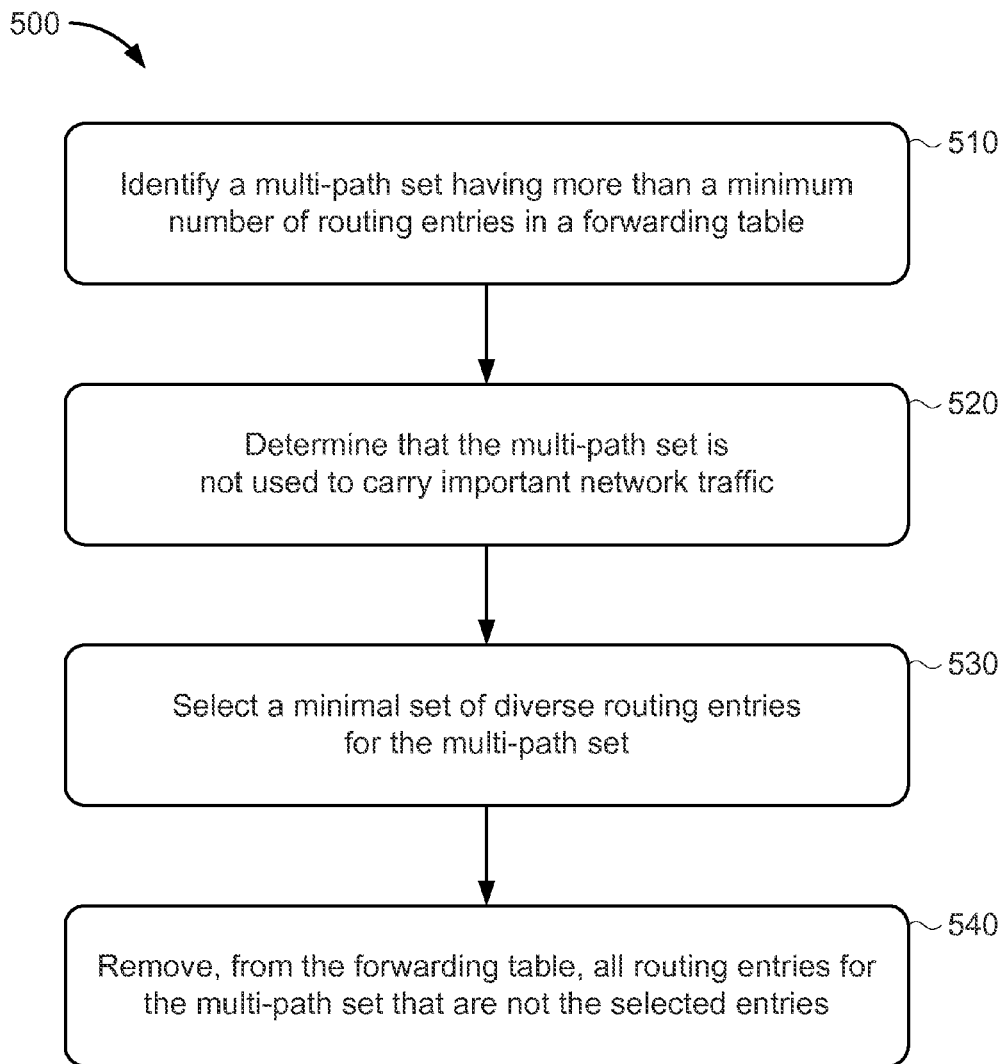 500
510
Identify a multi-path set having more than a minimum
number of routing entries in a forwarding table
520
Determine that the multi-path set is
not used to carry important network traffic
530
Select a minimal set of diverse routing entries
for the multi-path set
540
Remove, from the forwarding table, all routing entries for
the multi-path set that are not the selected entries